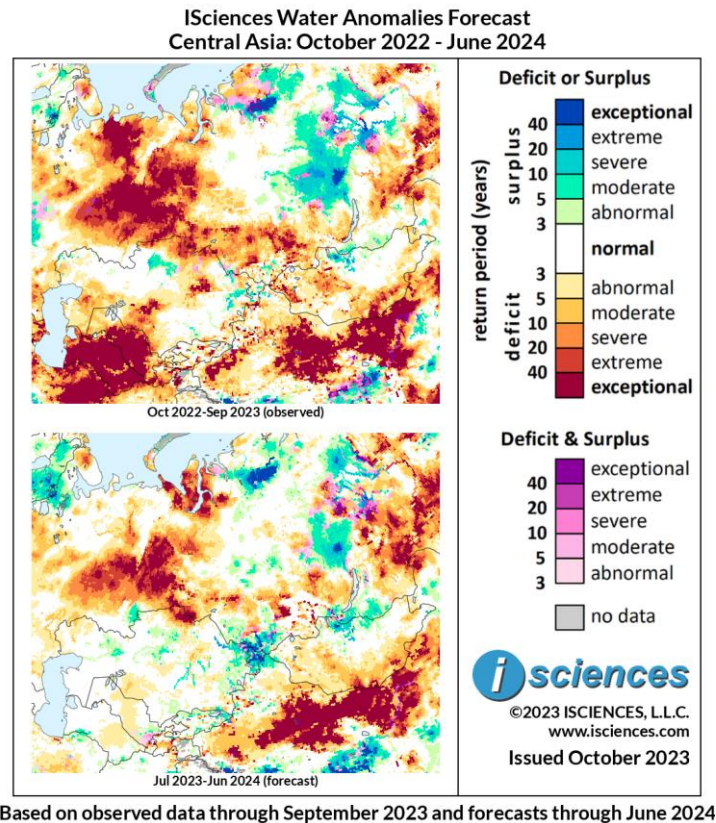 ISciences Water Anomalies Forecast
Central Asia: October 2022 - June 2024
Oct 2022-Sep 2023 (observed)
Jul 2023-Jun 2024 (forecast)
Deficit or Surplus
return period (years)
surplus
deficit
exceptional
40
extreme
20
severe
10
moderate
5
abnormal
3
normal
3
abnormal
5
moderate
10
severe
20
extreme
40
exceptional
Deficit & Surplus
exceptional
40
extreme
20
severe
10
moderate
5
abnormal
3
no data
i sciences
©2023 ISCIENCES, L.L.C.
www.isciences.com
Issued October 2023
Based on observed data through September 2023 and forecasts through June 2024